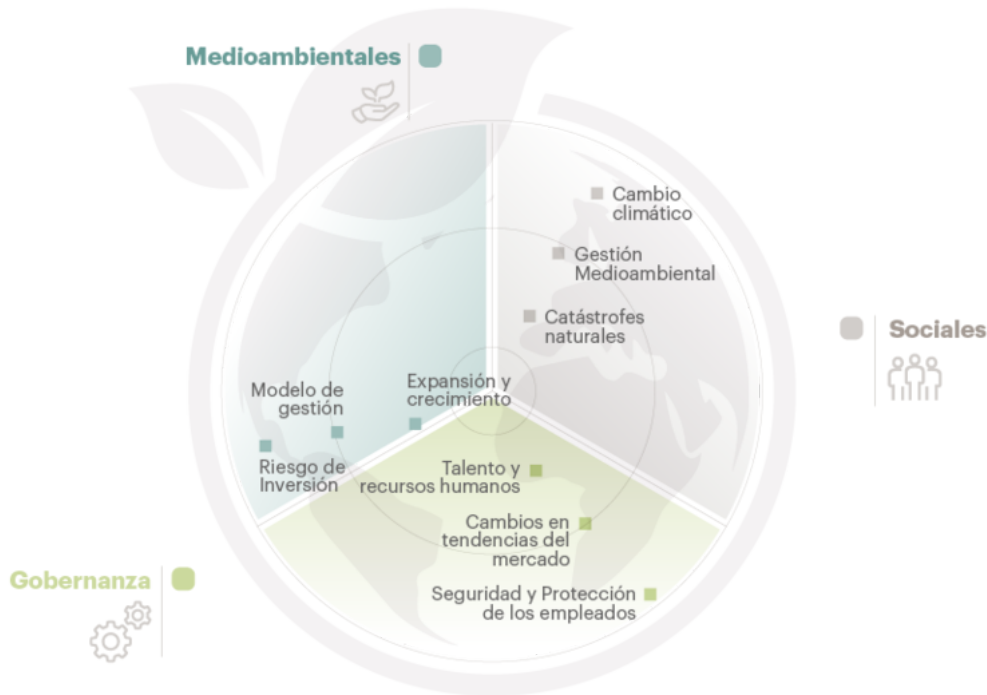 Medioambientales
Cambio
climático
Gestión
Medioambiental
Catástrofes
naturales
Sociales
Modelo de
gestión
Expansión y
crecimiento
Riesgo de
Inversión
Talento y
recursos humanos
Cambios en
tendencias del
mercado
Gobernanza
Seguridad y Protección
de los empleados